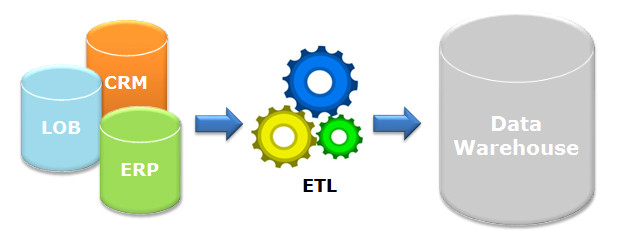 CRM
LOB
ERP
ETL
Data
Warehouse